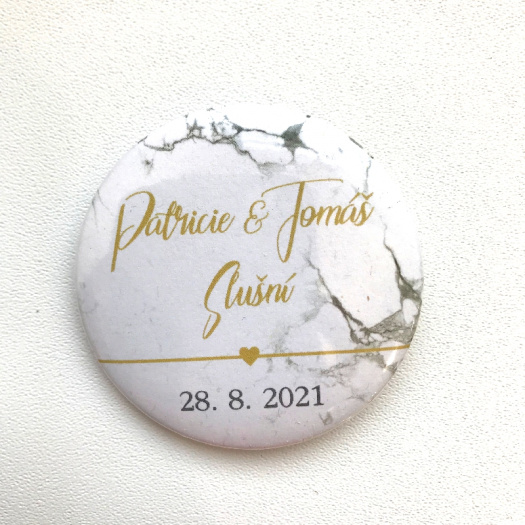 Patricie & Tomáš
Slušní
28. 8. 2021